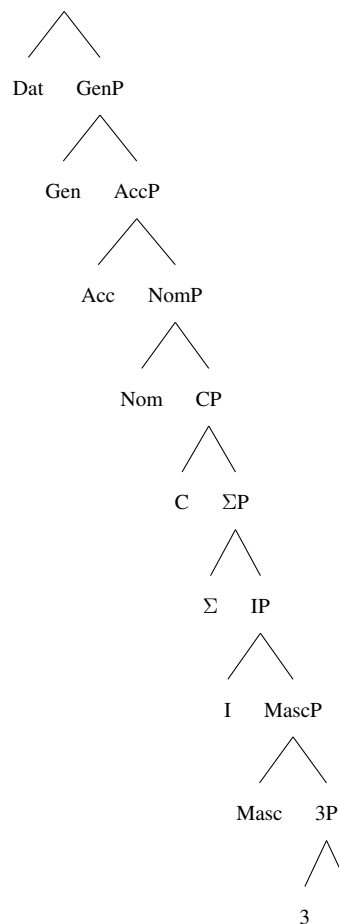 Dat GenP
Gen AccP
Acc NomP
Nom CP
C ΣP
Σ IP
I MascP
Masc 3P
3